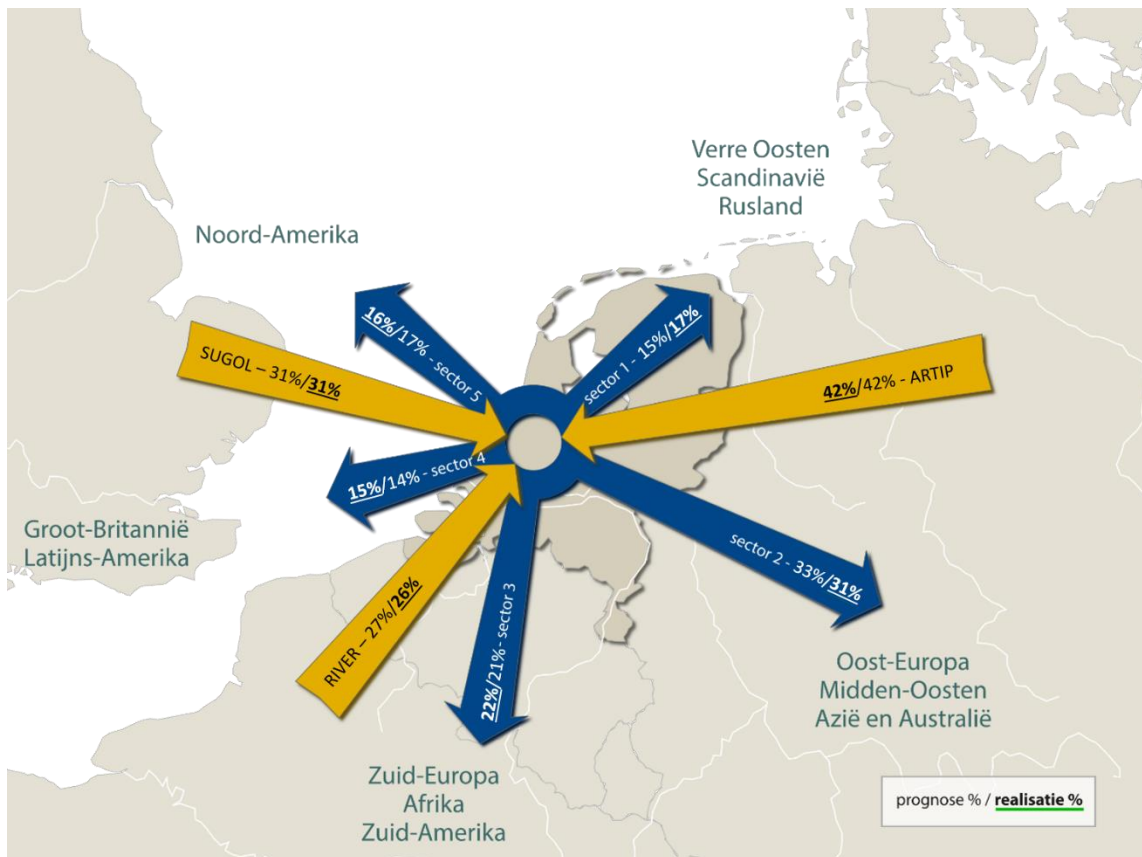 Verre Oosten
Scandinavië
Rusland
Noord-Amerika
16%/17% - sector 5
sector 1 - 15%/17%
SUGOL – 31%/31%
42%/42% - ARTIP
15%/14% - sector 4
Groot-Britannië
Latijns-Amerika
sector 2 - 33%/31%
RIVER – 27%/26%
22%/21% - sector 3
Oost-Europa
Midden-Oosten
Azië en Australië
Zuid-Europa
Afrika
Zuid-Amerika
prognose % / realisatie %